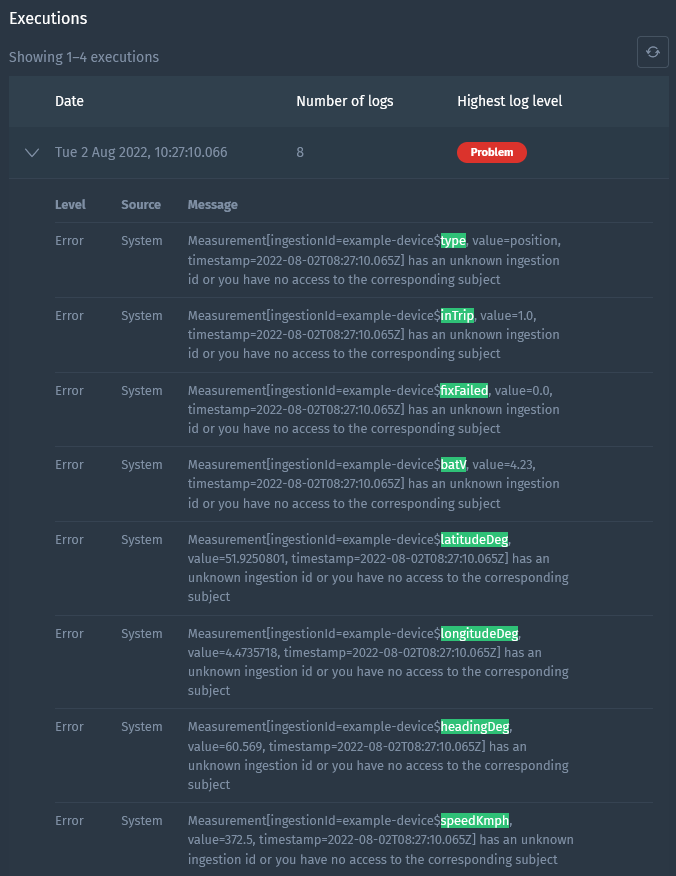 Executions
Showing 1–4 executions
Date Number of logs Highest log level
Tue 2 Aug 2022, 10:27:10.066 8 Problem
Level Source Message
Error System Measurement[ingestionId=example-device$type, value=position,
timestamp=2022-08-02T08:27:10.065Z] has an unknown ingestion
id or you have no access to the corresponding subject
Error System Measurement[ingestionId=example-device$inTrip, value=1.0,
timestamp=2022-08-02T08:27:10.065Z] has an unknown ingestion
id or you have no access to the corresponding subject
Error System Measurement[ingestionId=example-device$fixFailed, value=0.0,
timestamp=2022-08-02T08:27:10.065Z] has an unknown ingestion
id or you have no access to the corresponding subject
Error System Measurement[ingestionId=example-device$batV, value=4.23,
timestamp=2022-08-02T08:27:10.065Z] has an unknown ingestion
id or you have no access to the corresponding subject
Error System Measurement[ingestionId=example-device$latitudeDeg,
value=51.9250801, timestamp=2022-08-02T08:27:10.065Z] has an
unknown ingestion id or you have no access to the corresponding
subject
Error System Measurement[ingestionId=example-device$longitudeDeg,
value=4.4735718, timestamp=2022-08-02T08:27:10.065Z] has an
unknown ingestion id or you have no access to the corresponding
subject
Error System Measurement[ingestionId=example-device$headingDeg,
value=60.569, timestamp=2022-08-02T08:27:10.065Z] has an
unknown ingestion id or you have no access to the corresponding
subject
Error System Measurement[ingestionId=example-device$speedKmph,
value=372.5, timestamp=2022-08-02T08:27:10.065Z] has an unknown
ingestion id or you have no access to the corresponding subject